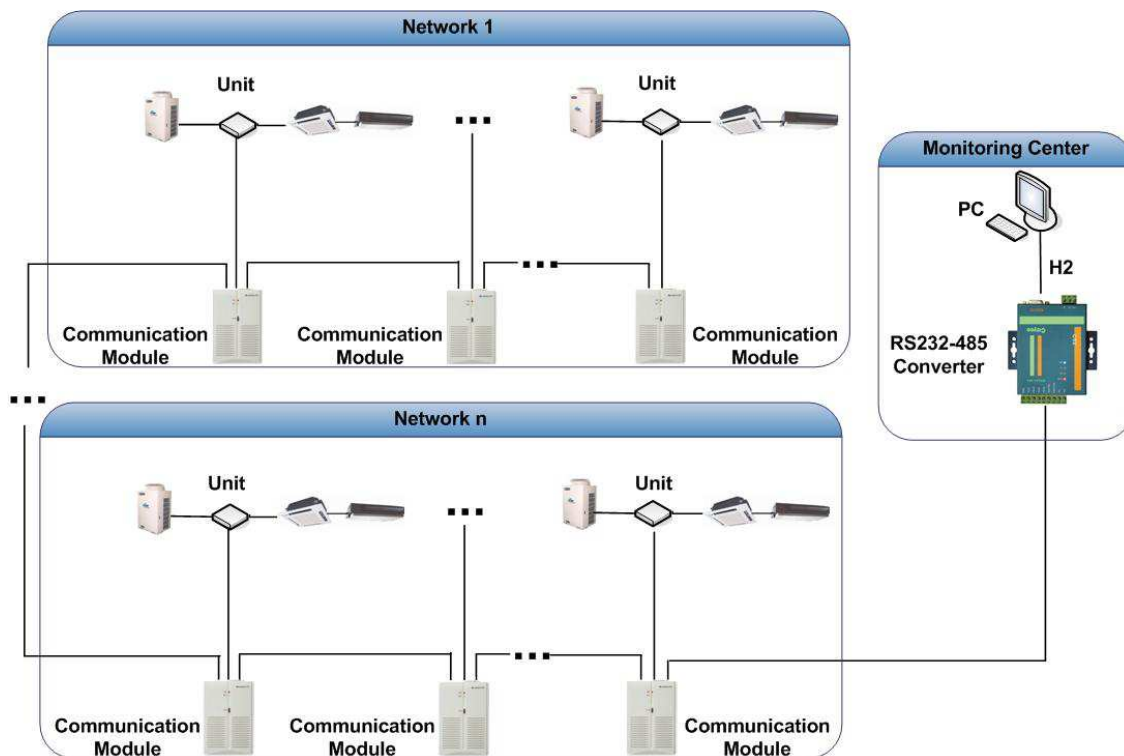 Network 1
Unit
Unit
Communication
Module
Communication
Module
Communication
Module
Monitoring Center
PC
H2
RS232-485
Converter
Network n
Unit
Unit
Communication
Module
Communication
Module
Communication
Module